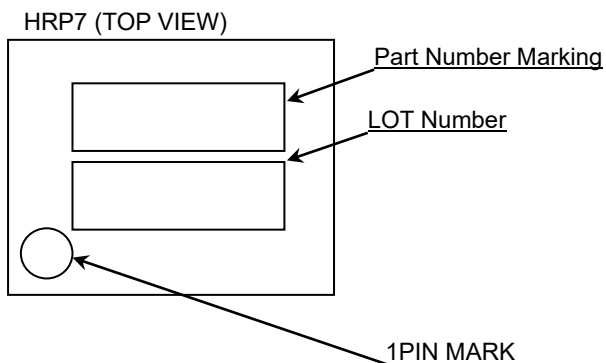 HRP7 (TOP VIEW)
Part Number Marking
LOT Number
1PIN MARK